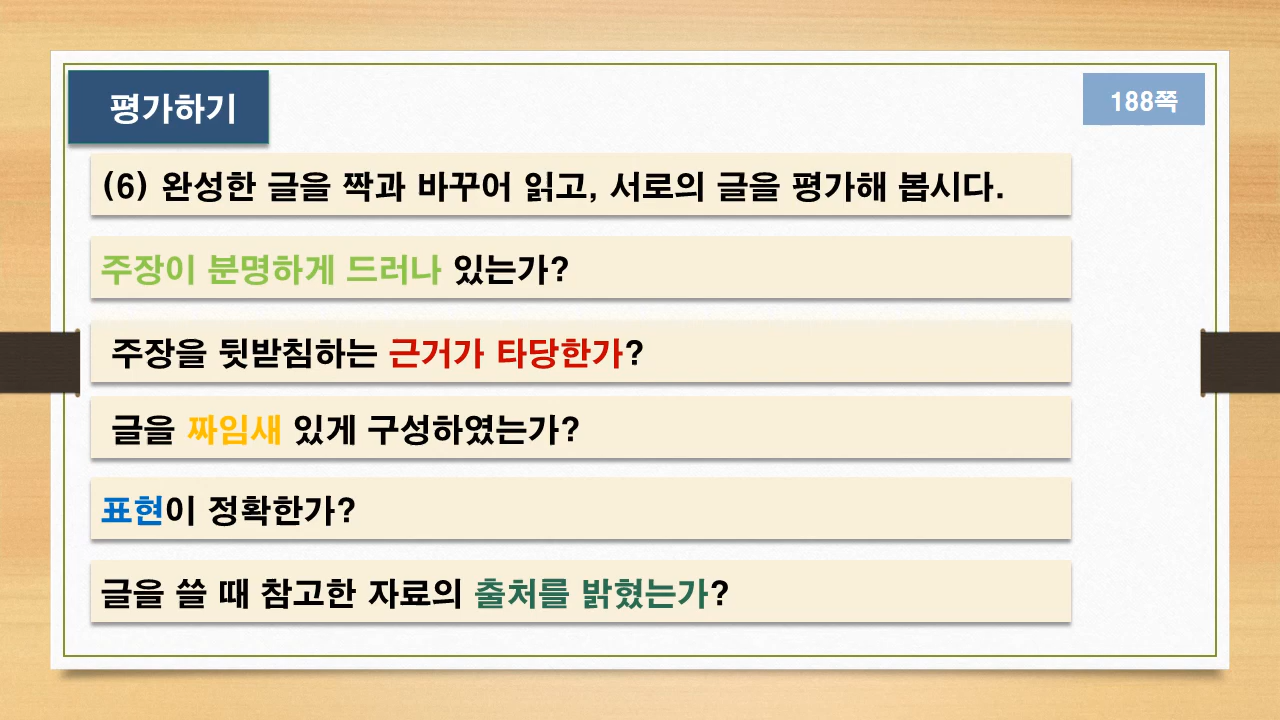 평가하기
188쪽
(6) 완성한 글을 짝과 바꾸어 읽고, 서로의 글을 평가해 봅시다.
주장이 분명하게 드러나 있는가?
주장을 뒷받침하는 근거가 타당한가?
글을 짜임새 있게 구성하였는가?
표현이 정확한가?
글을 쓸 때 참고한 자료의 출처를 밝혔는가?